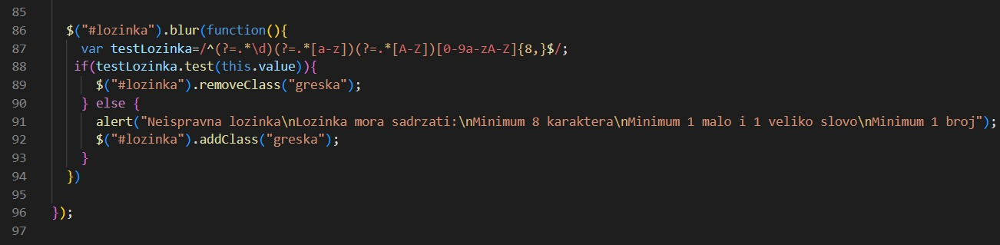 85
86 $("#lozinka").blur(function(){
87 var testLozinka=/^(?=.*\d)(?=.*[a-z])(?=.*[A-Z])[0-9a-zA-Z]{8,}$/;
88 if(testLozinka.test(this.value)){
89 $("#lozinka").removeClass("greska");
90 } else {
91 alert("Neispravna lozinka\nLozinka mora sadrzati:\nMinimum 8 karaktera\nMinimum 1 malo i 1 veliko slovo\nMinimum 1 broj");
92 $("#lozinka").addClass("greska");
93 }
94 })
95
96 });
97